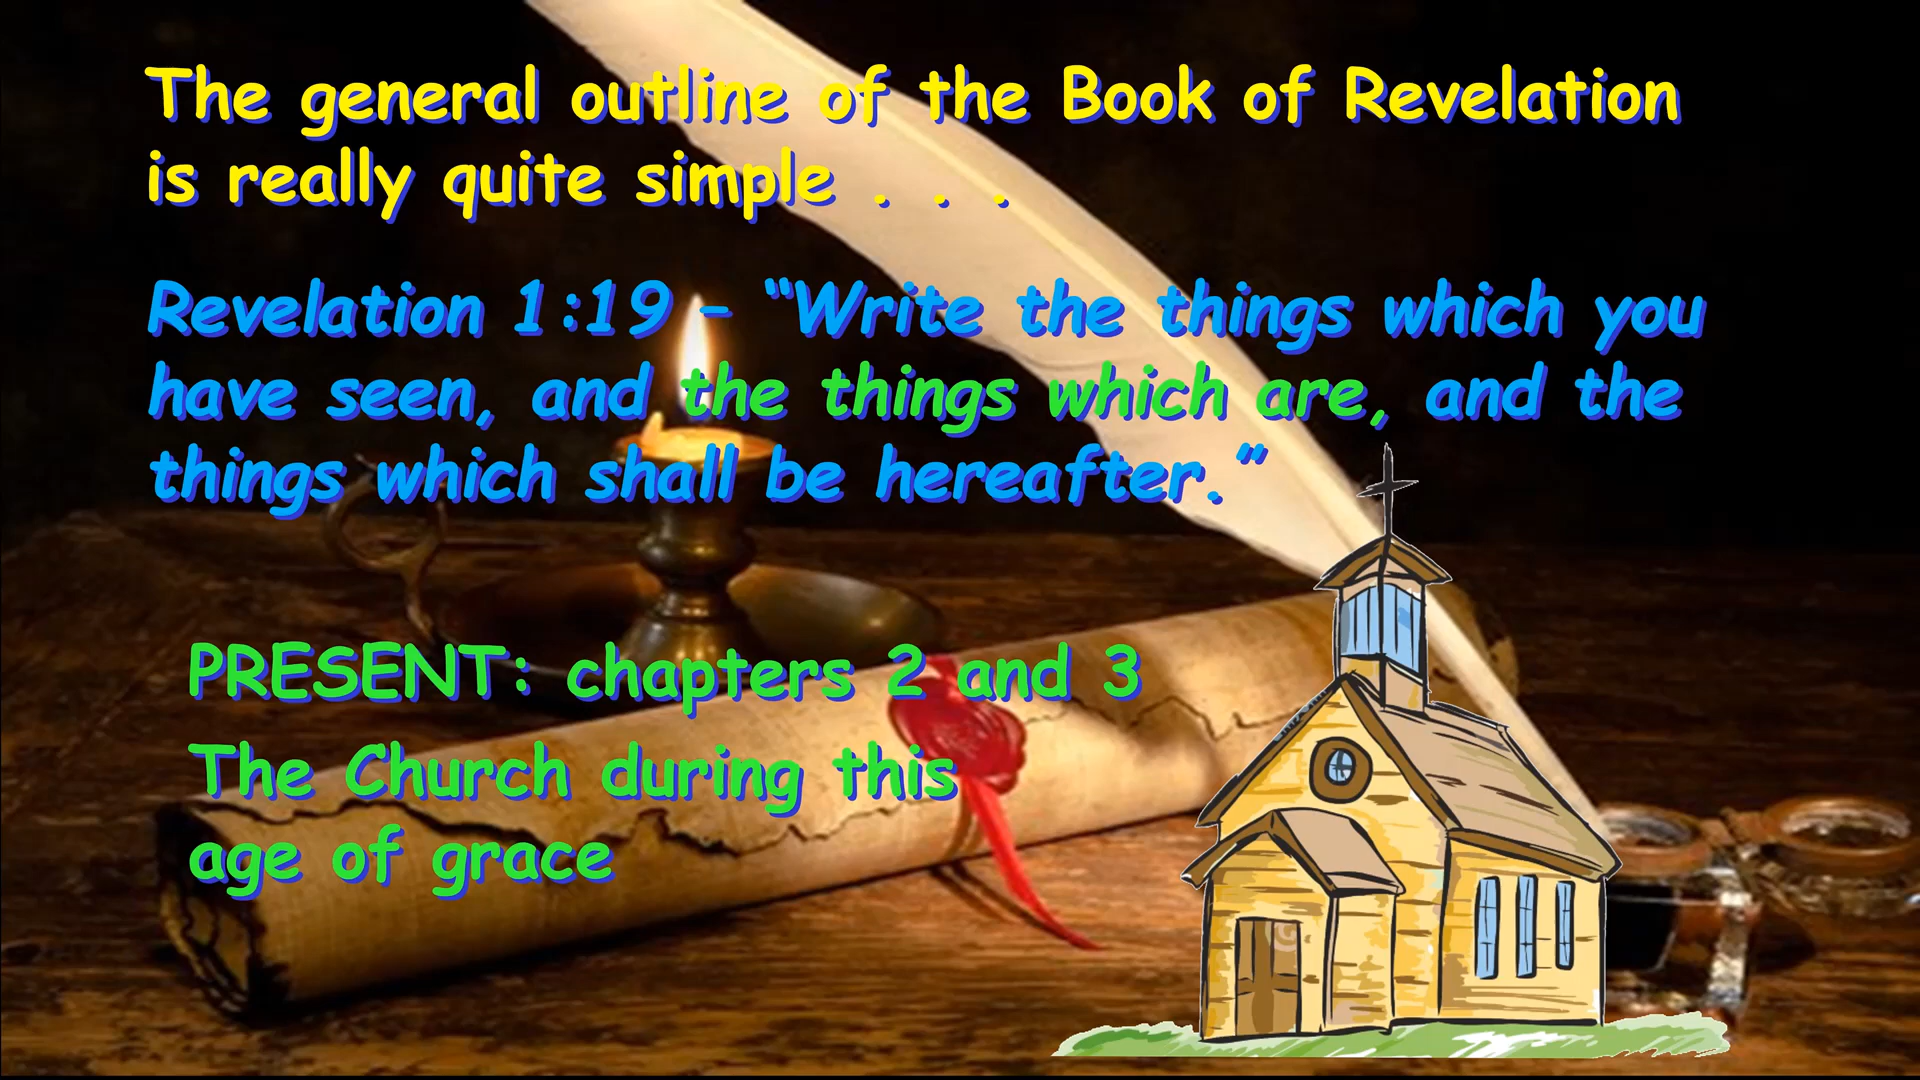 The general outline of the Book of Revelation
is really quite simple . . .
Revelation 1:19 – “Write the things which you
have seen, and the things which are, and the
things which shall be hereafter.”
PRESENT: chapters 2 and 3
The Church during this
age of grace